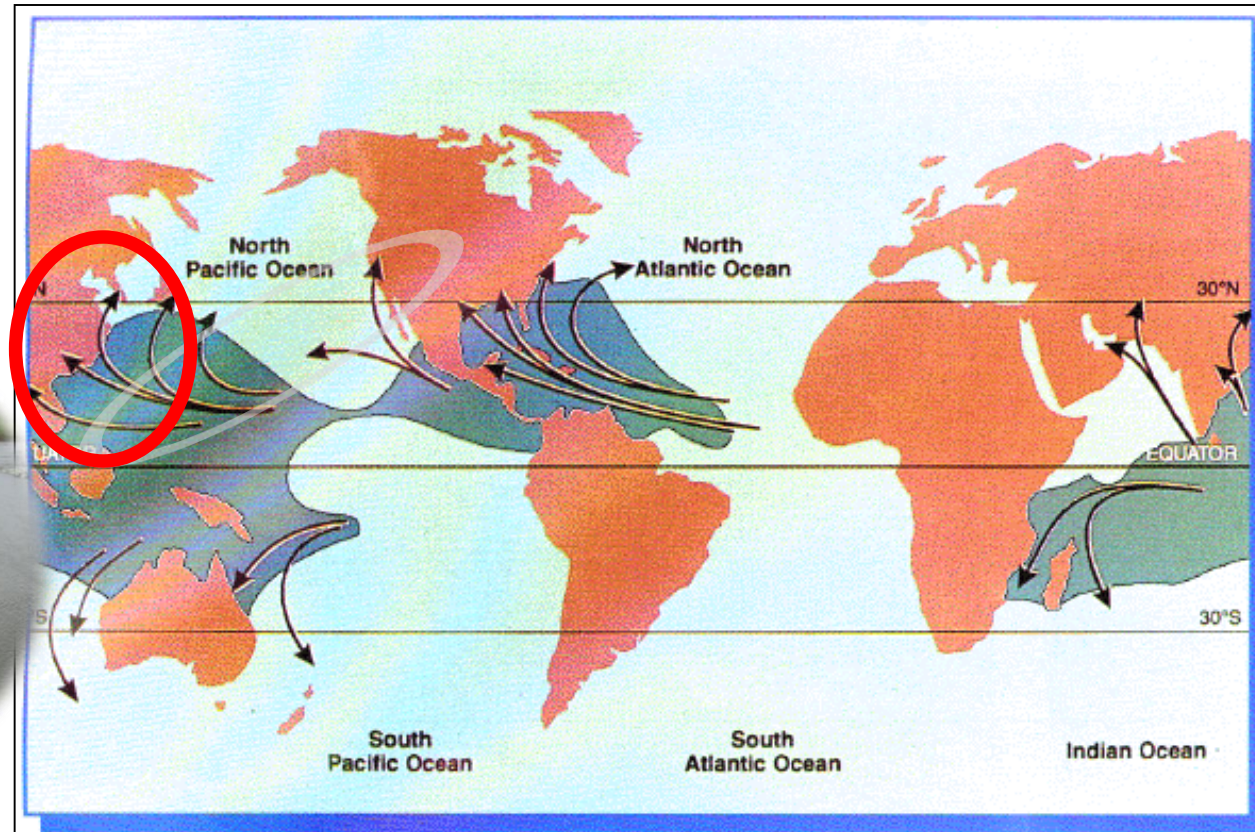 North
Pacific Ocean
North
Atlantic Ocean
N
30°N
EQUATOR
S
30°S
South
Pacific Ocean
South
Atlantic Ocean
Indian Ocean